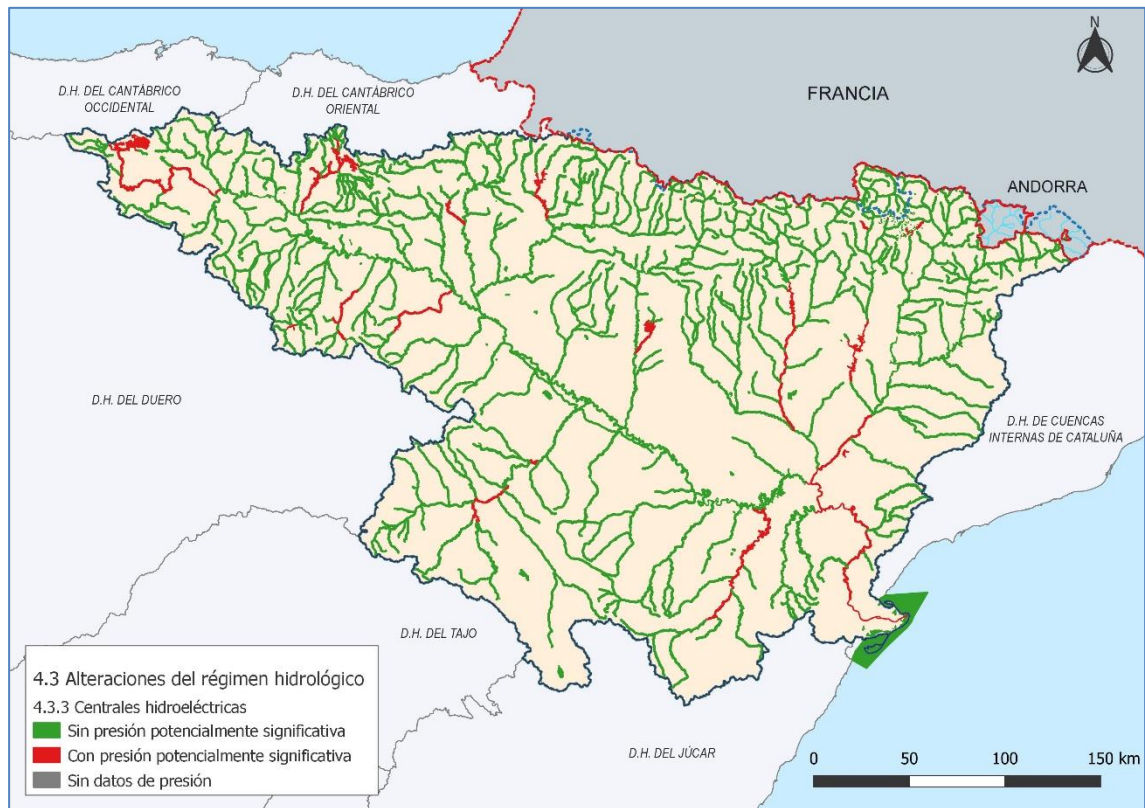 N
D.H. DEL CANTÁBRICO
OCCIDENTAL
D.H. DEL CANTÁBRICO
ORIENTAL
FRANCIA
ANDORRA
D.H. DEL DUERO
D.H. DE CUENCAS
INTERNAS DE CATALUÑA
D.H. DEL TAJO
D.H. DEL JÚCAR
4.3 Alteraciones del régimen hidrológico
4.3.3 Centrales hidroeléctricas
Sin presión potencialmente significativa
Con presión potencialmente significativa
Sin datos de presión
0 50 100 150 km